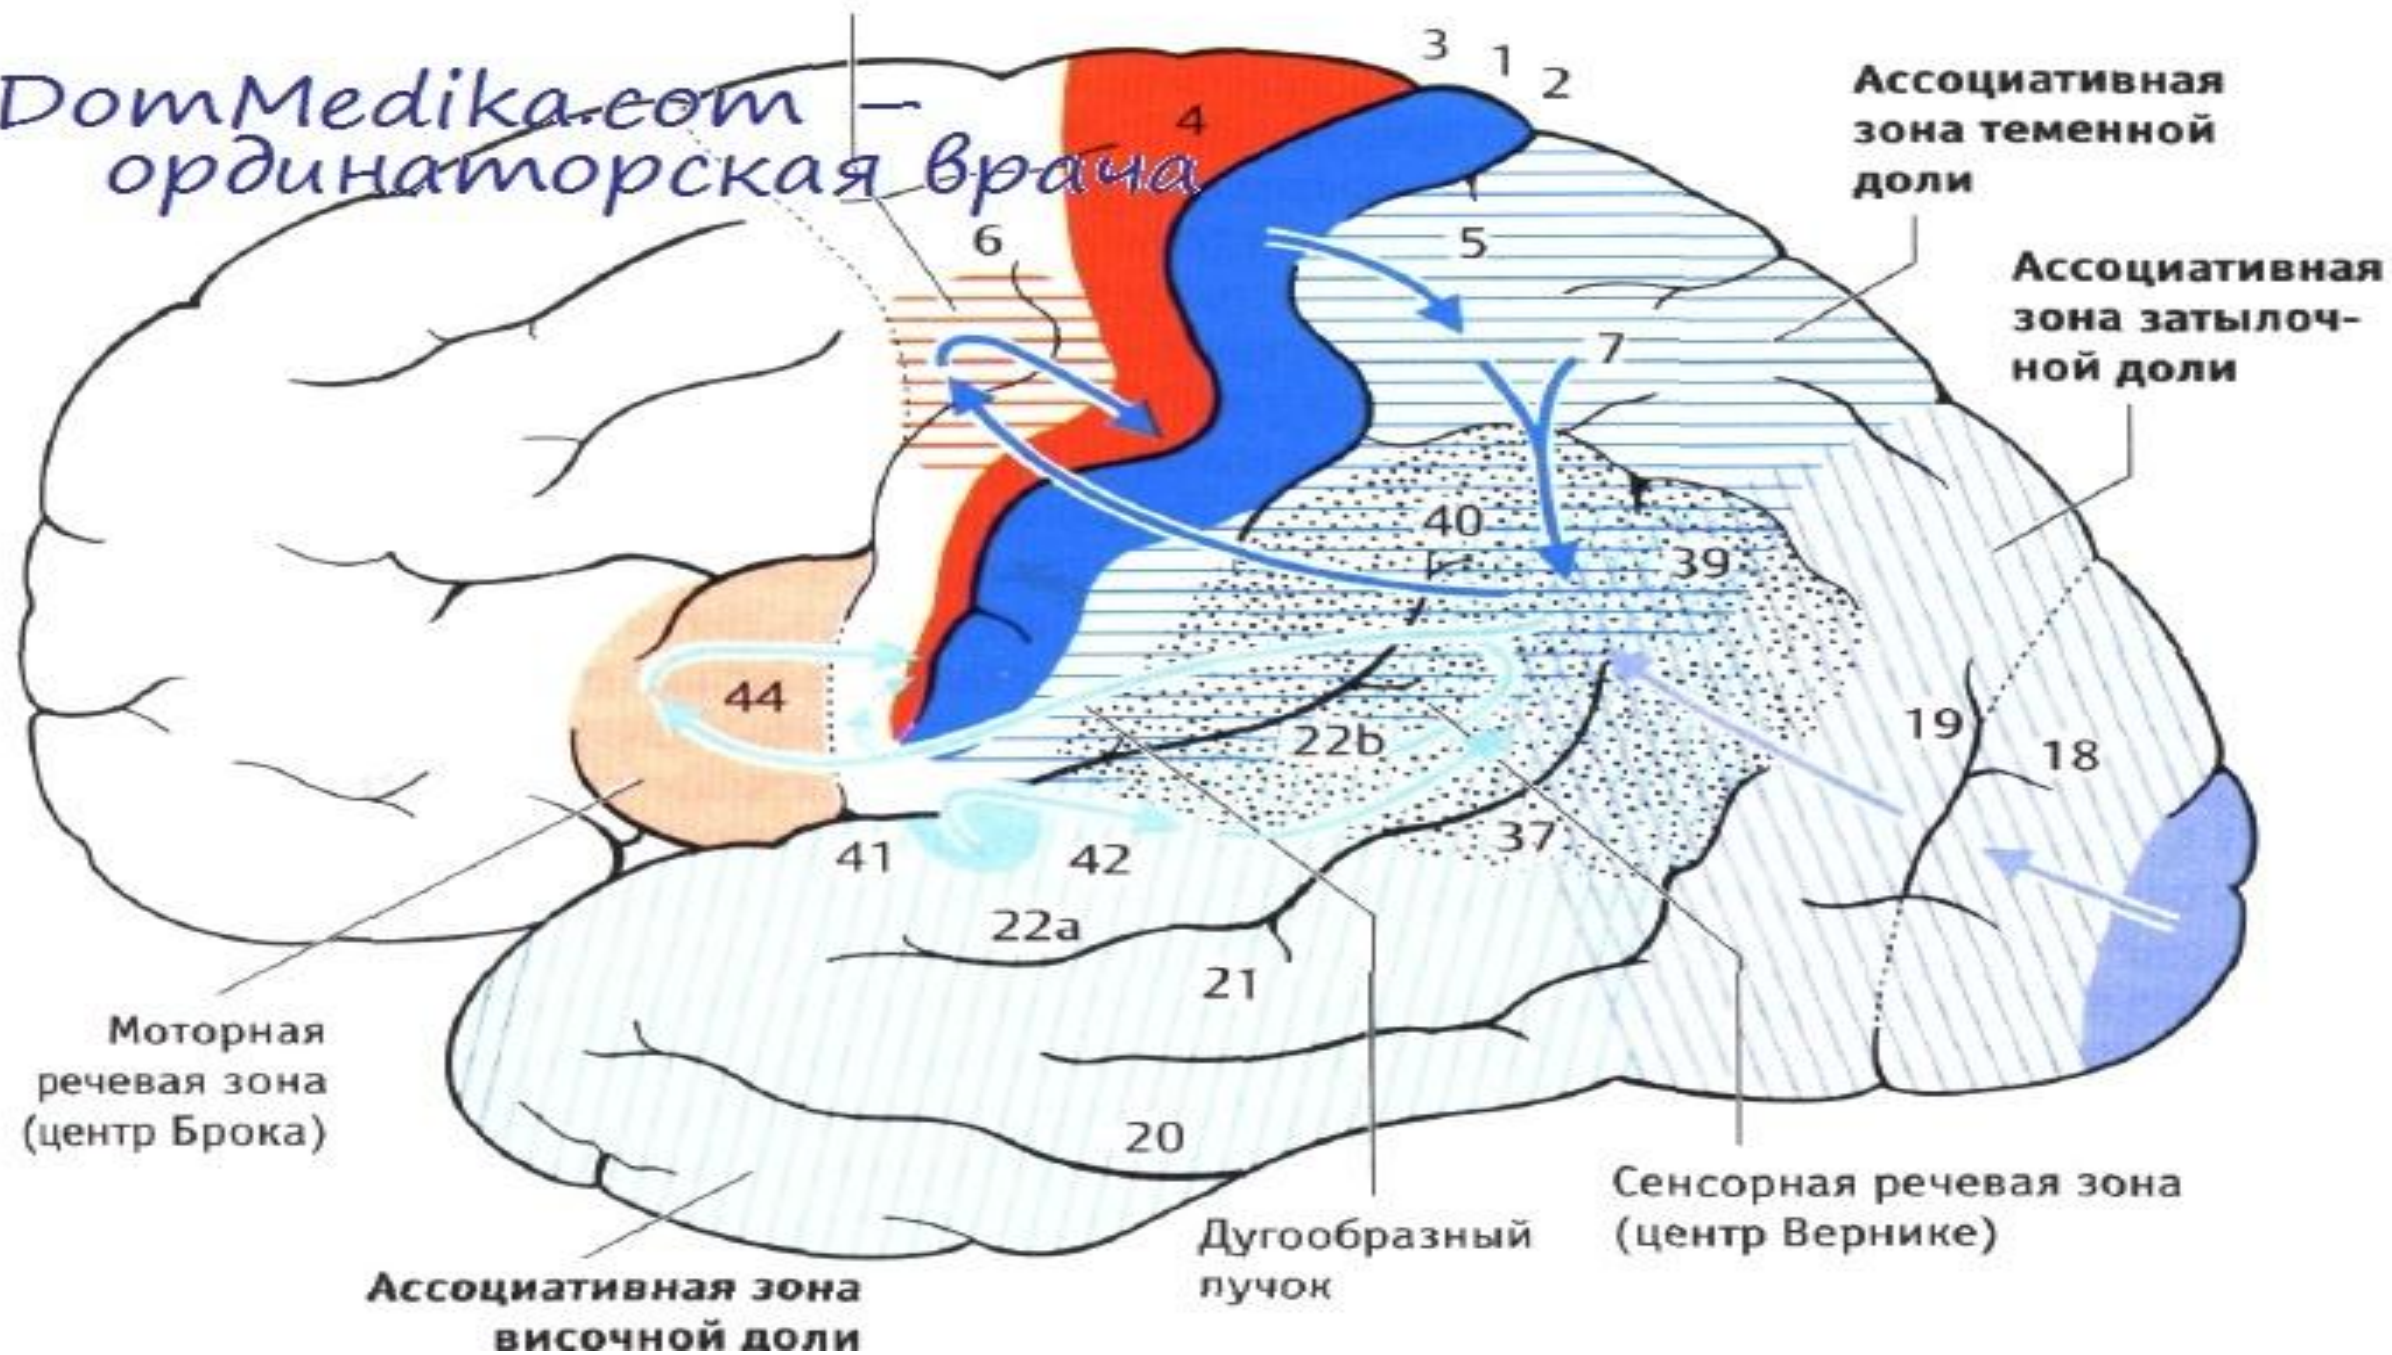 DomMedika.com –
ординаторская врача
3
1
2
4
6
5
7
Ассоциативная
зона теменной
доли
Ассоциативная
зона затылоч-
ной доли
40
39
44
22b
19
18
41
42
37
22a
21
20
Моторная
речевая зона
(центр Брока)
Ассоциативная зона
височной доли
Дугообразный
пучок
Сенсорная речевая зона
(центр Вернике)